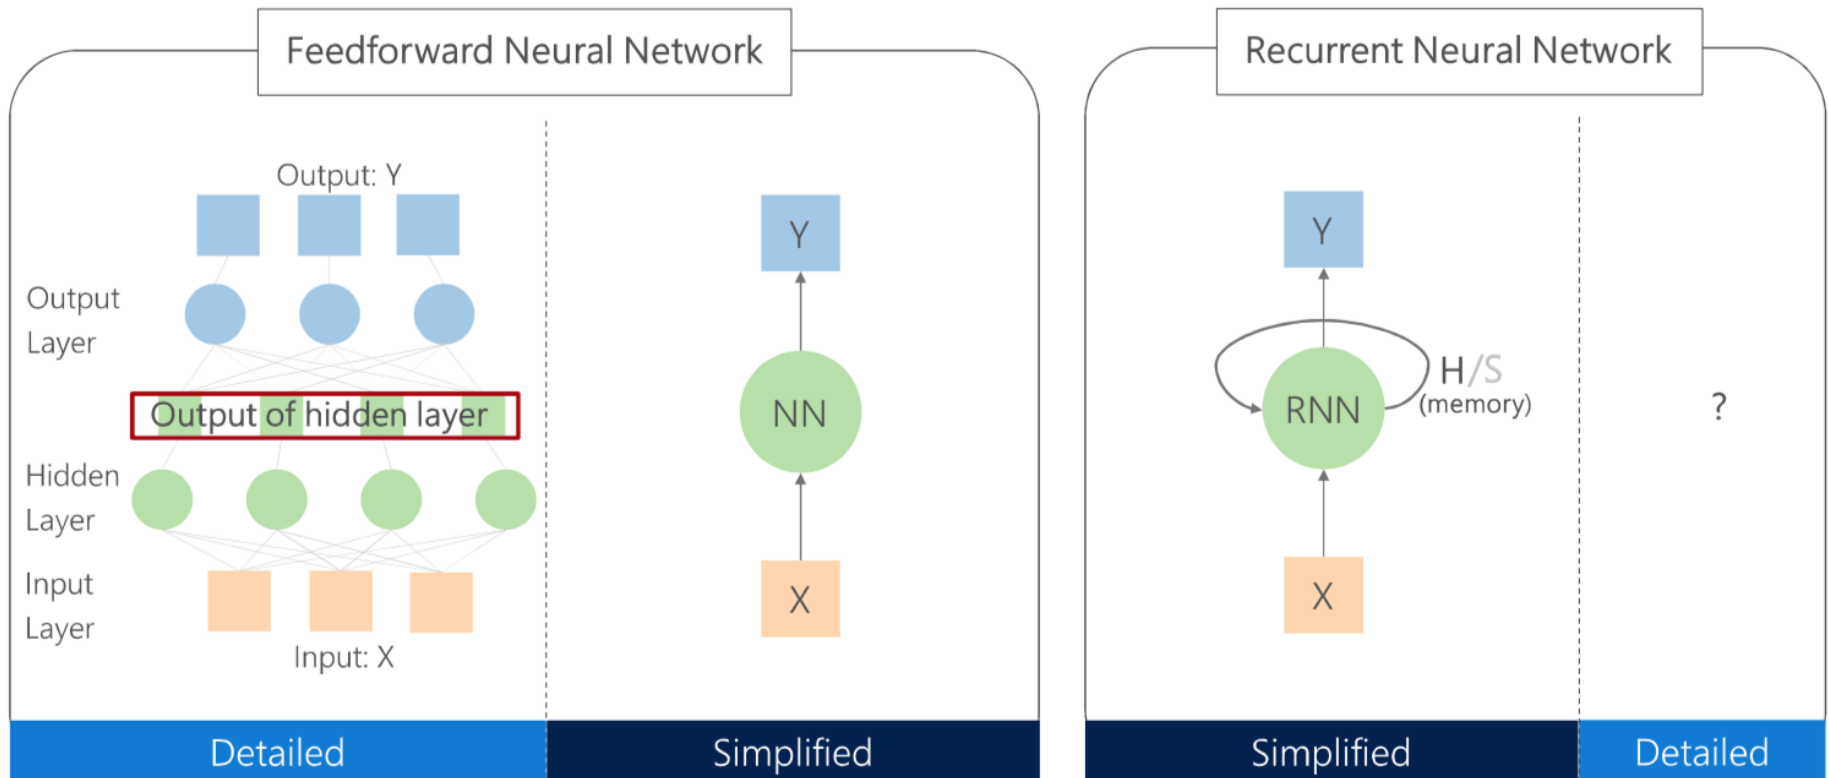 Feedforward Neural Network
Output: Y
Output
Layer
Output of hidden layer
Hidden
Layer
Input
Layer
Input: X
Detailed
Y
NN
X
Simplified
Recurrent Neural Network
Y
H/S
(memory)
RNN
X
Simplified
?
Detailed